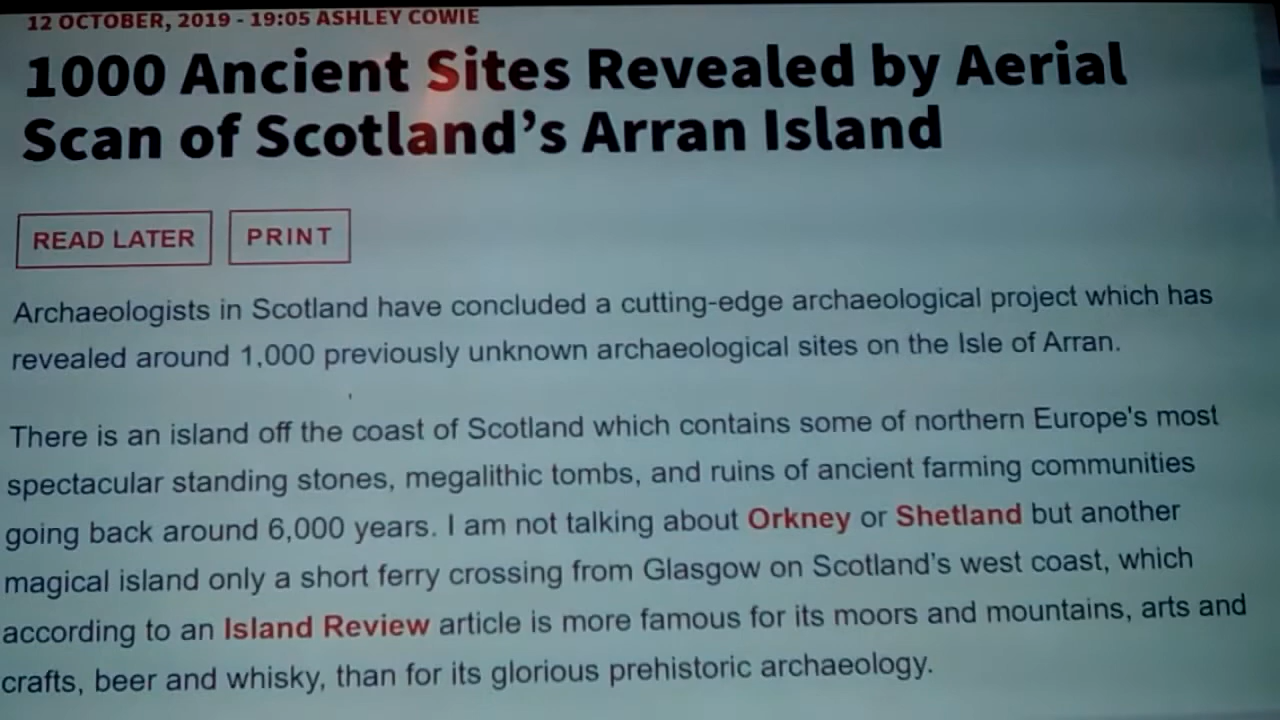 12 OCTOBER, 2019 - 19:05 ASHLEY COWIE
1000 Ancient Sites Revealed by Aerial
Scan of Scotland's Arran Island
READ LATER PRINT
Archaeologists in Scotland have concluded a cutting-edge archaeological project which has
revealed around 1,000 previously unknown archaeological sites on the Isle of Arran.
There is an island off the coast of Scotland which contains some of northern Europe's most
spectacular standing stones, megalithic tombs, and ruins of ancient farming communities
going back around 6,000 years. I am not talking about Orkney or Shetland but another
magical island only a short ferry crossing from Glasgow on Scotland's west coast, which
according to an Island Review article is more famous for its moors and mountains, arts and
crafts, beer and whisky, than for its glorious prehistoric archaeology.